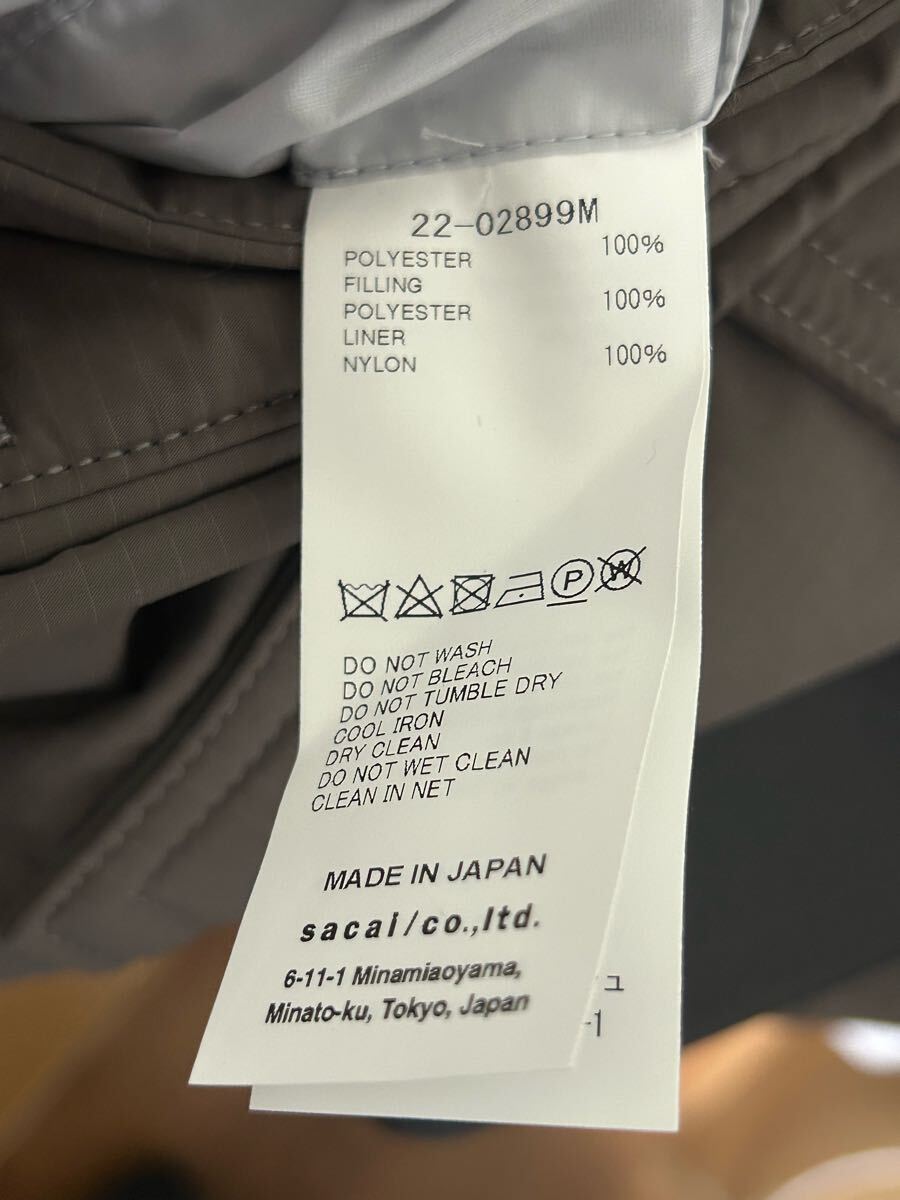 22-02899M
POLYESTER 100%
FILLING
POLYESTER 100%
LINER
NYLON 100%
P W
DO NOT WASH
DO NOT BLEACH
DO NOT TUMBLE DRY
COOL IRON
DRY CLEAN
DO NOT WET CLEAN
CLEAN IN NET
MADE IN JAPAN
sacai/co.,ltd.
6-11-1 Minamiaoyama,
Minato-ku, Tokyo, Japan
ュ
-1